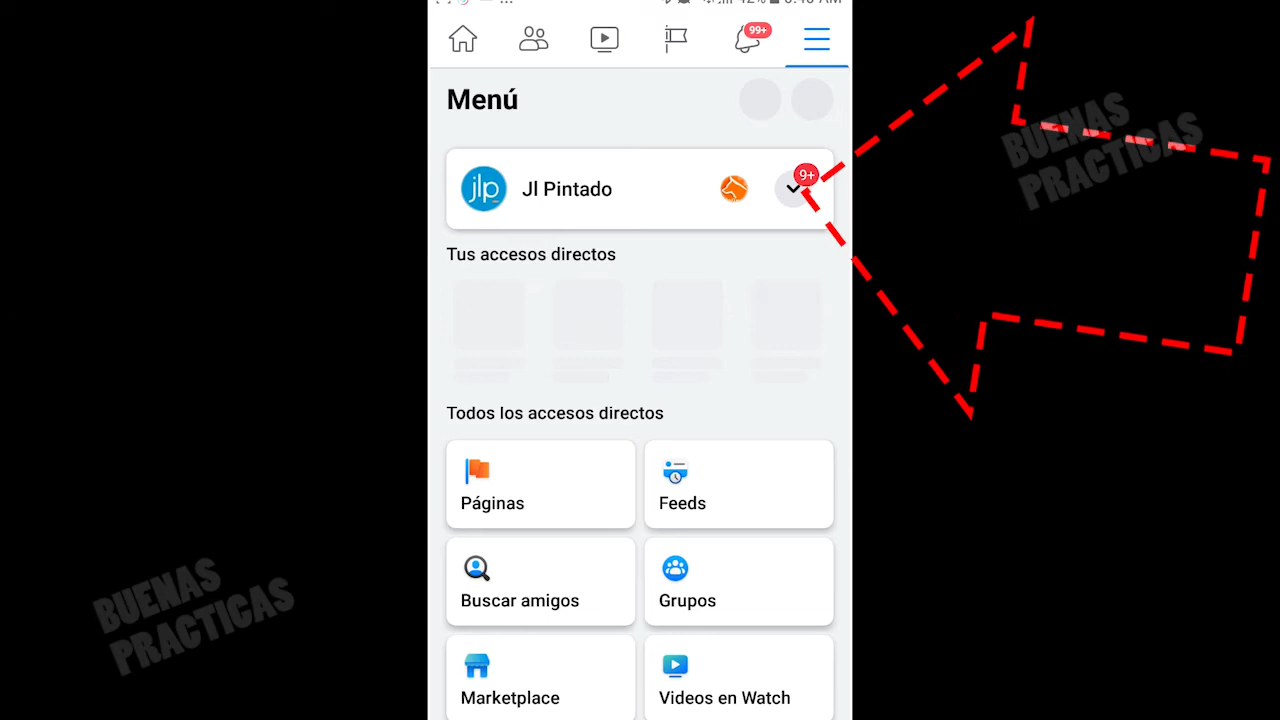 99+
Menú
jlp
Jl Pintado
9+
Tus accesos directos
Todos los accesos directos
Páginas
Feeds
Buscar amigos
Grupos
Marketplace
Videos en Watch
BUENAS
PRACTICAS
BUENAS
PRACTICAS